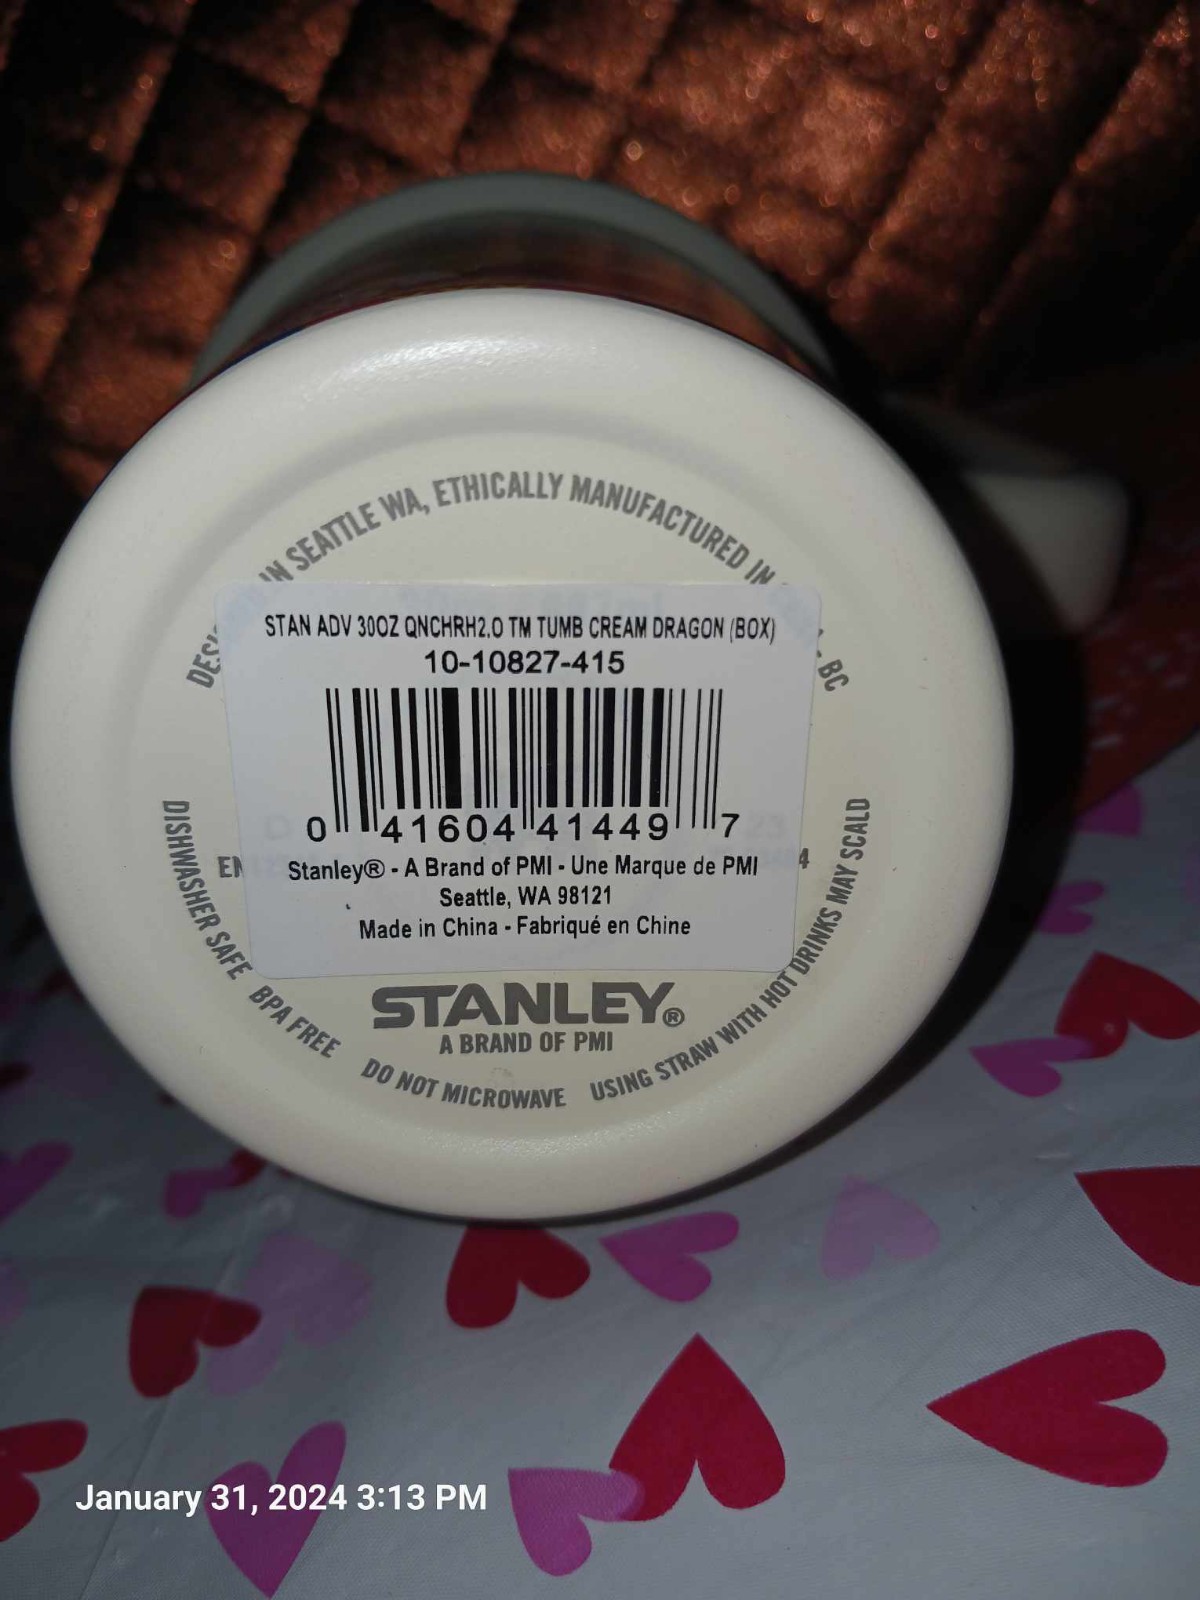 IN SEATTLE WA, ETHICALLY MANUFACTURED IN
BC
STAN ADV 30OZ QNCHRH2.O TM TUMB CREAM DRAGON (BOX)
10-10827-415
0 41604 41449 7
Stanley® - A Brand of PMI - Une Marque de PMI
Seattle, WA 98121
Made in China - Fabriqué en Chine
STANLEY®
A BRAND OF PMI
DISHWASHER SAFE BPA FREE DO NOT MICROWAVE USING STRAW WITH HOT DRINKS MAY SCALD
January 31, 2024 3:13 PM